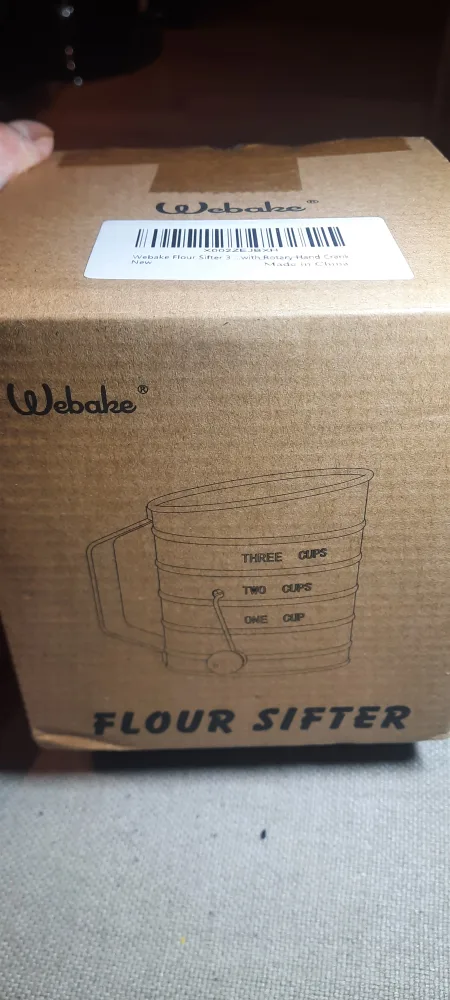 Webake®
X002ZEJBXH
Webake Flour Sifter 3 ...with Rotary Hand Crank
New
Made in China
Webake®
THREE CUPS
TWO CUPS
ONE CUP
FLOUR SIFTER